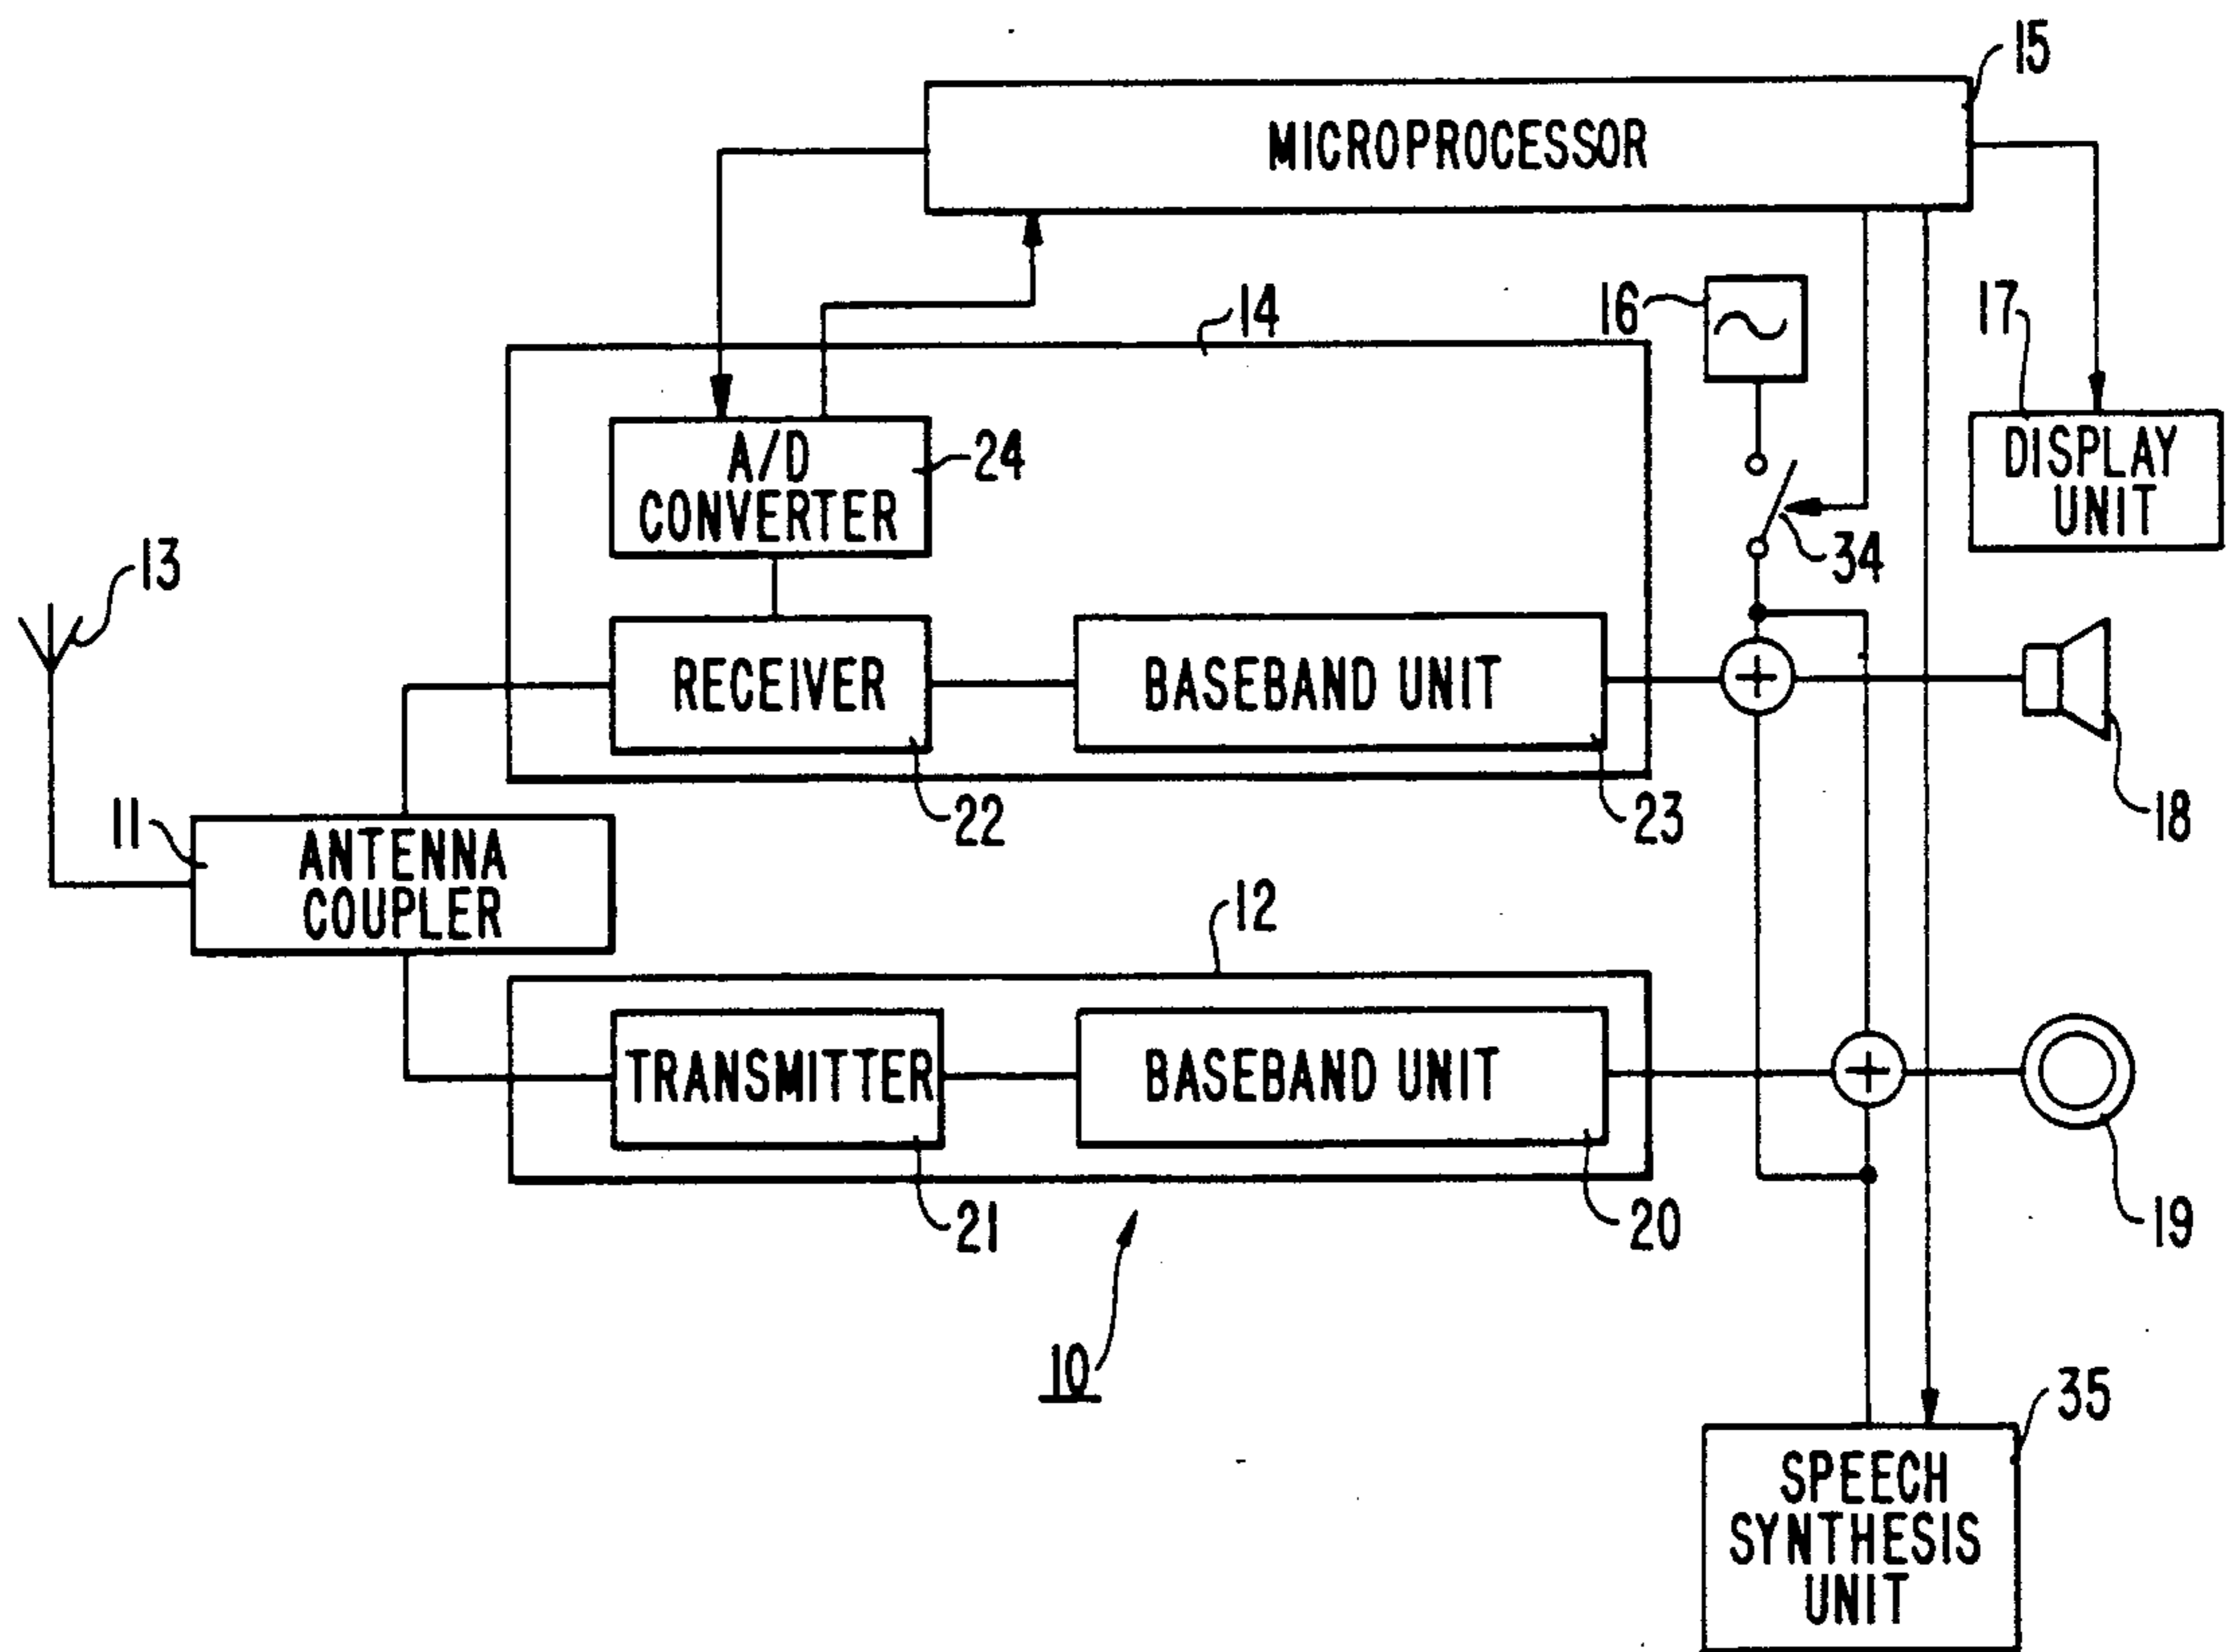 15
MICROPROCESSOR
14
16
17
A/D
CONVERTER
24
DISPLAY
UNIT
34
13
RECEIVER
BASEBAND UNIT
22
23
18
11
ANTENNA
COUPLER
12
TRANSMITTER
BASEBAND UNIT
21
20
19
10
35
SPEECH
SYNTHESIS
UNIT